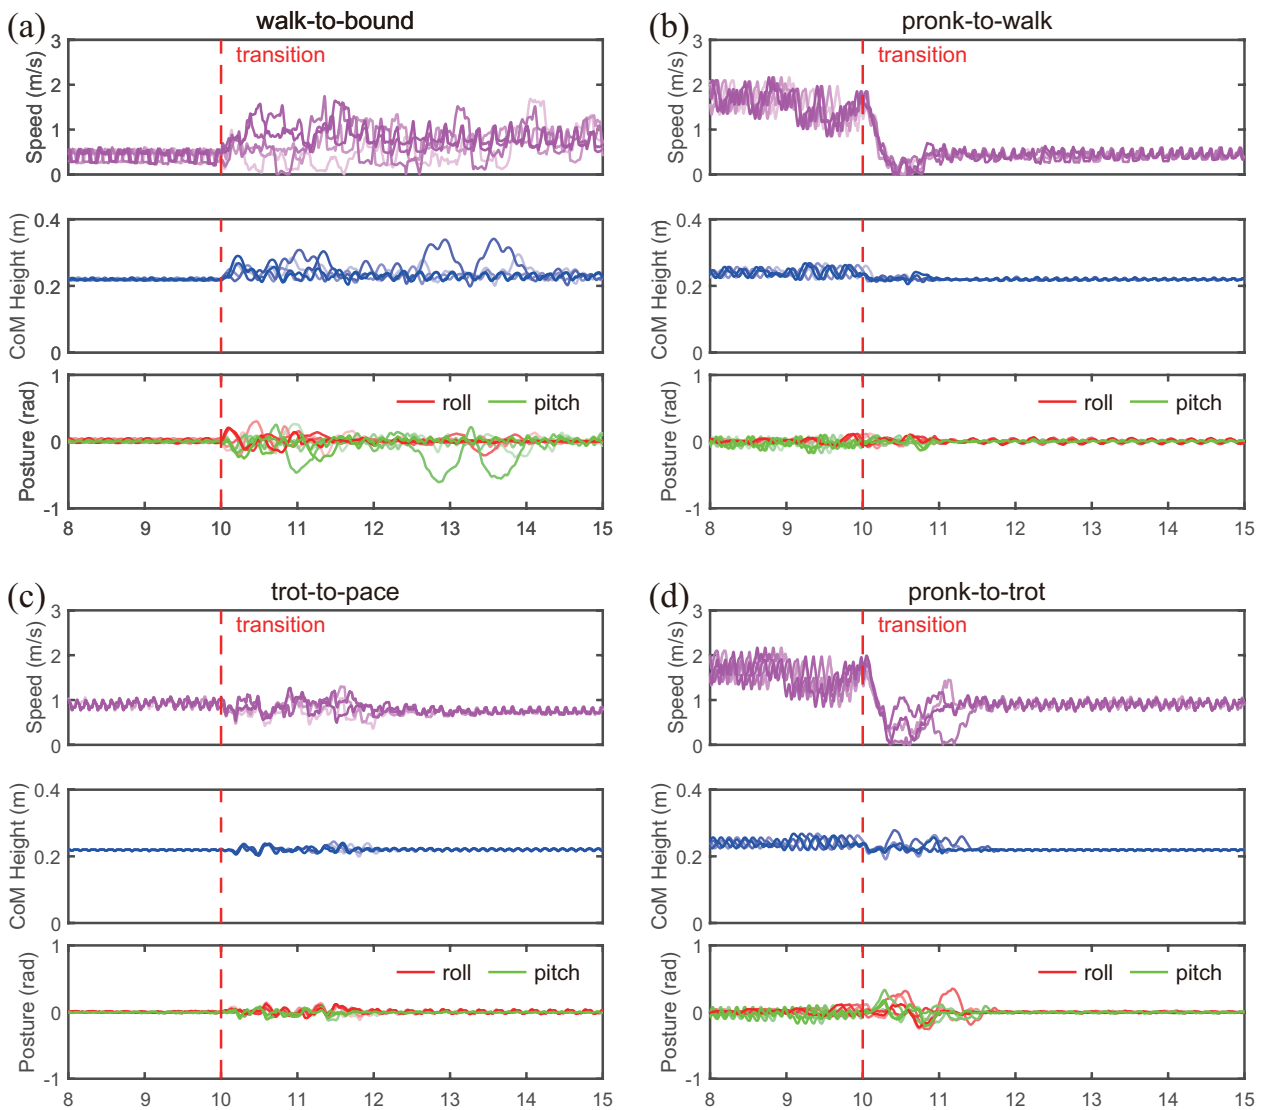 (a) walk-to-bound
3
2
1
0
Speed (m/s)
transition
0.4
0.2
0
CoM Height (m)
1
0
-1
Posture (rad)
roll pitch
8 9 10 11 12 13 14 15
(b) pronk-to-walk
3
2
1
0
Speed (m/s)
transition
0.4
0.2
0
CoM Height (m)
1
0
-1
Posture (rad)
roll pitch
8 9 10 11 12 13 14 15
(c) trot-to-pace
3
2
1
0
Speed (m/s)
transition
0.4
0.2
0
CoM Height (m)
1
0
-1
Posture (rad)
roll pitch
8 9 10 11 12 13 14 15
(d) pronk-to-trot
3
2
1
0
Speed (m/s)
transition
0.4
0.2
0
CoM Height (m)
1
0
-1
Posture (rad)
roll pitch
8 9 10 11 12 13 14 15